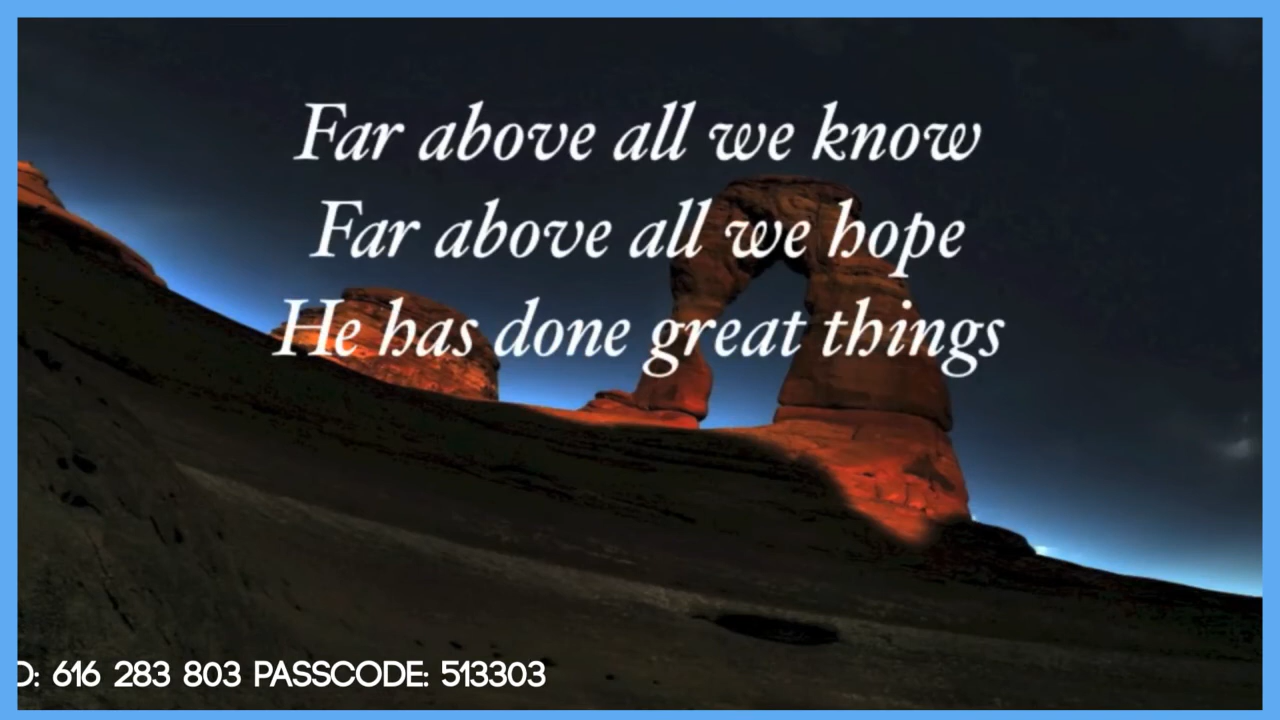 Far above all we know
Far above all we hope
He has done great things
D: 616 283 803 PASSCODE: 513303